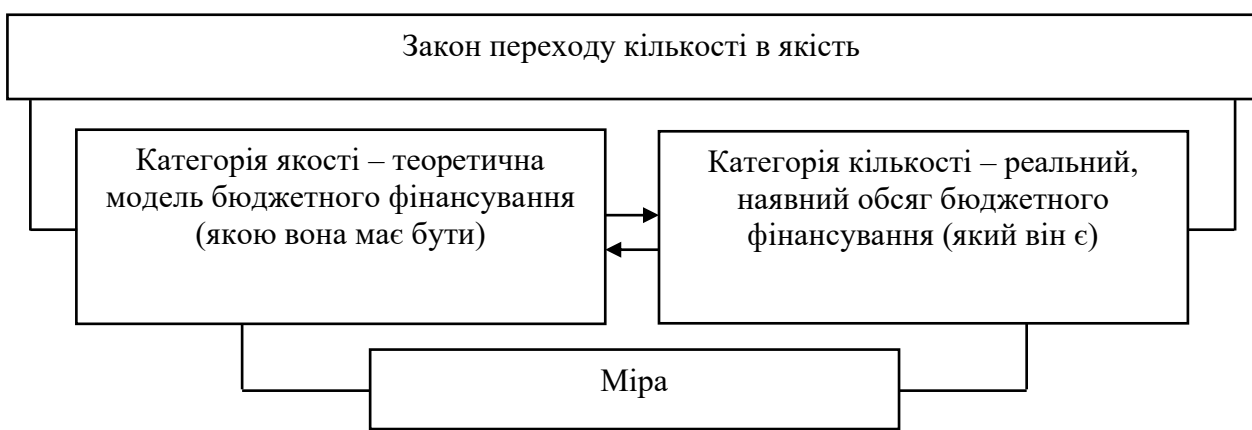 Закон переходу кількості в якість
Категорія якості – теоретична
модель бюджетного фінансування
(якою вона має бути)
Категорія кількості – реальний,
наявний обсяг бюджетного
фінансування (який він є)
Міра